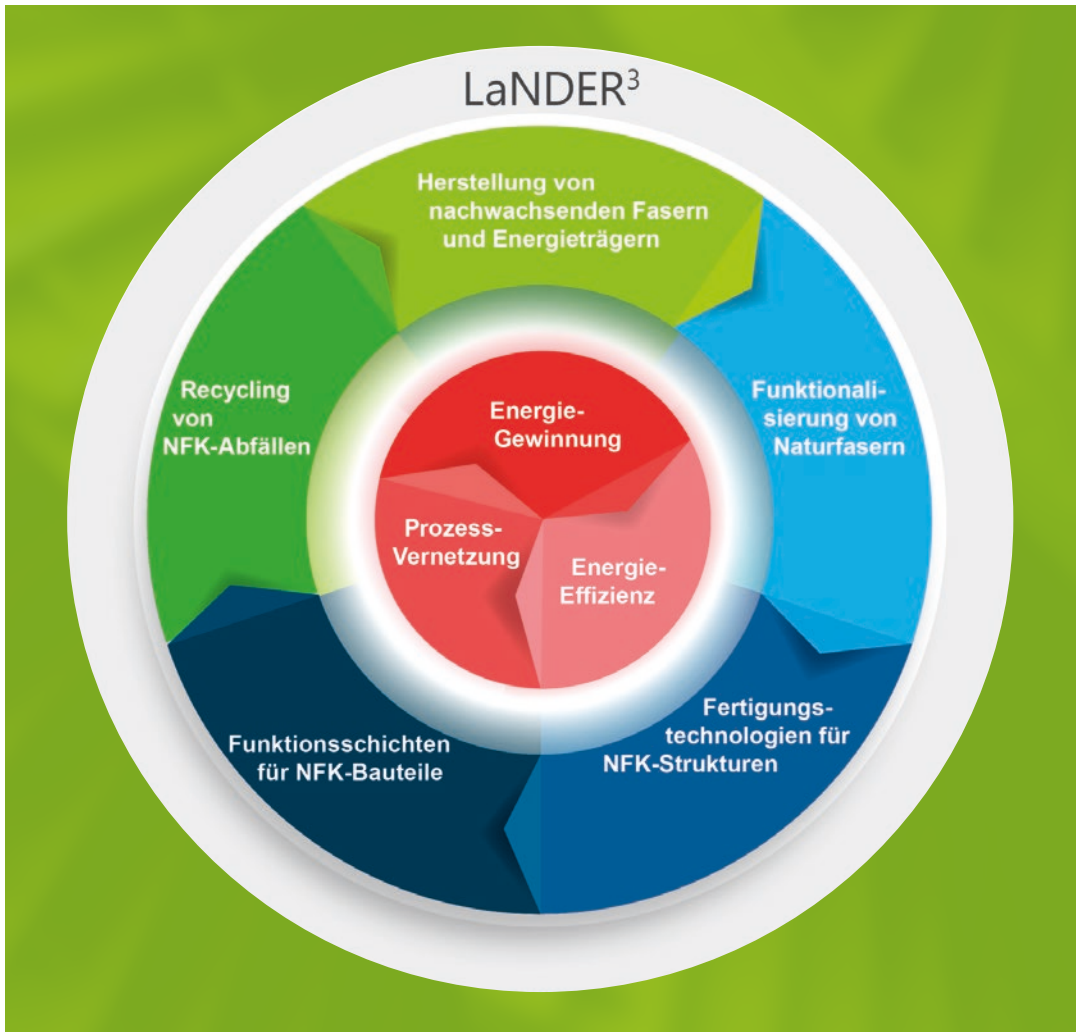 LaNDER³
Herstellung von
nachwachsenden Fasern
und Energieträgern
Funktionali-
sierung von
Naturfasern
Fertigungs-
technologien für
NFK-Strukturen
Funktionsschichten
für NFK-Bauteile
Recycling
von
NFK-Abfällen
Energie-
Gewinnung
Energie-
Effizienz
Prozess-
Vernetzung